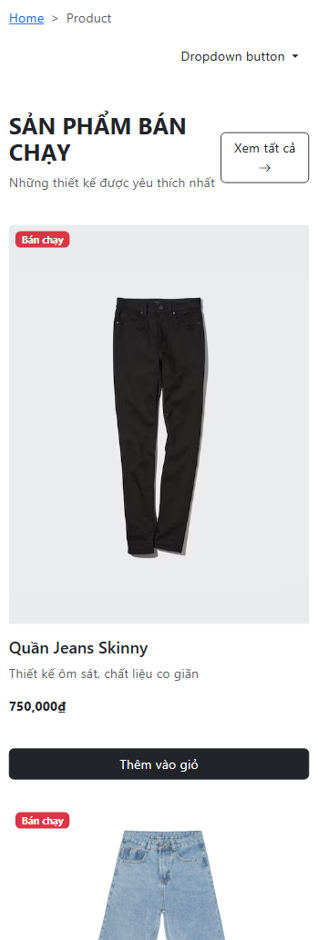 Home > Product
Dropdown button
SẢN PHẨM BÁN
CHẠY
Những thiết kế được yêu thích nhất
Xem tất cả
→
Bán chạy
Quần Jeans Skinny
Thiết kế ôm sát, chất liệu co giãn
750,000₫
Thêm vào giỏ
Bán chạy